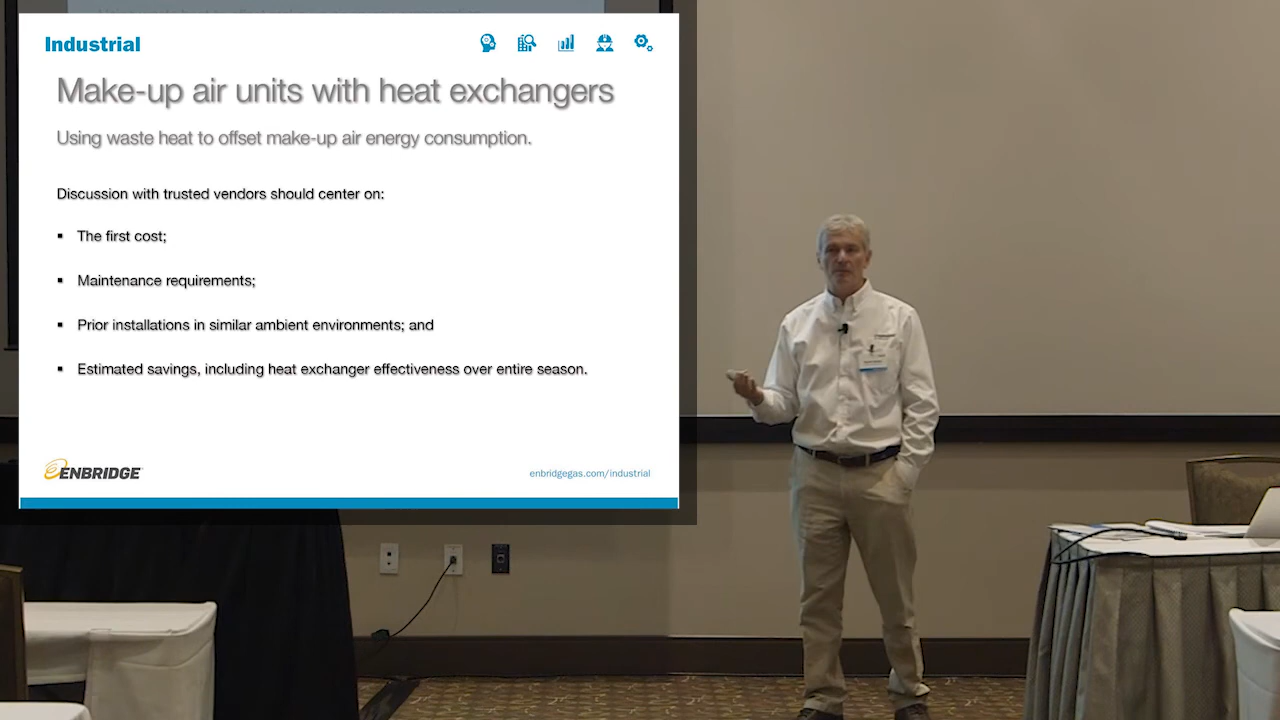 Industrial
Make-up air units with heat exchangers
Using waste heat to offset make-up air energy consumption.
Discussion with trusted vendors should center on:
▪ The first cost;
▪ Maintenance requirements;
▪ Prior installations in similar ambient environments; and
▪ Estimated savings, including heat exchanger effectiveness over entire season.
ENBRIDGE
enbridgegas.com/industrial